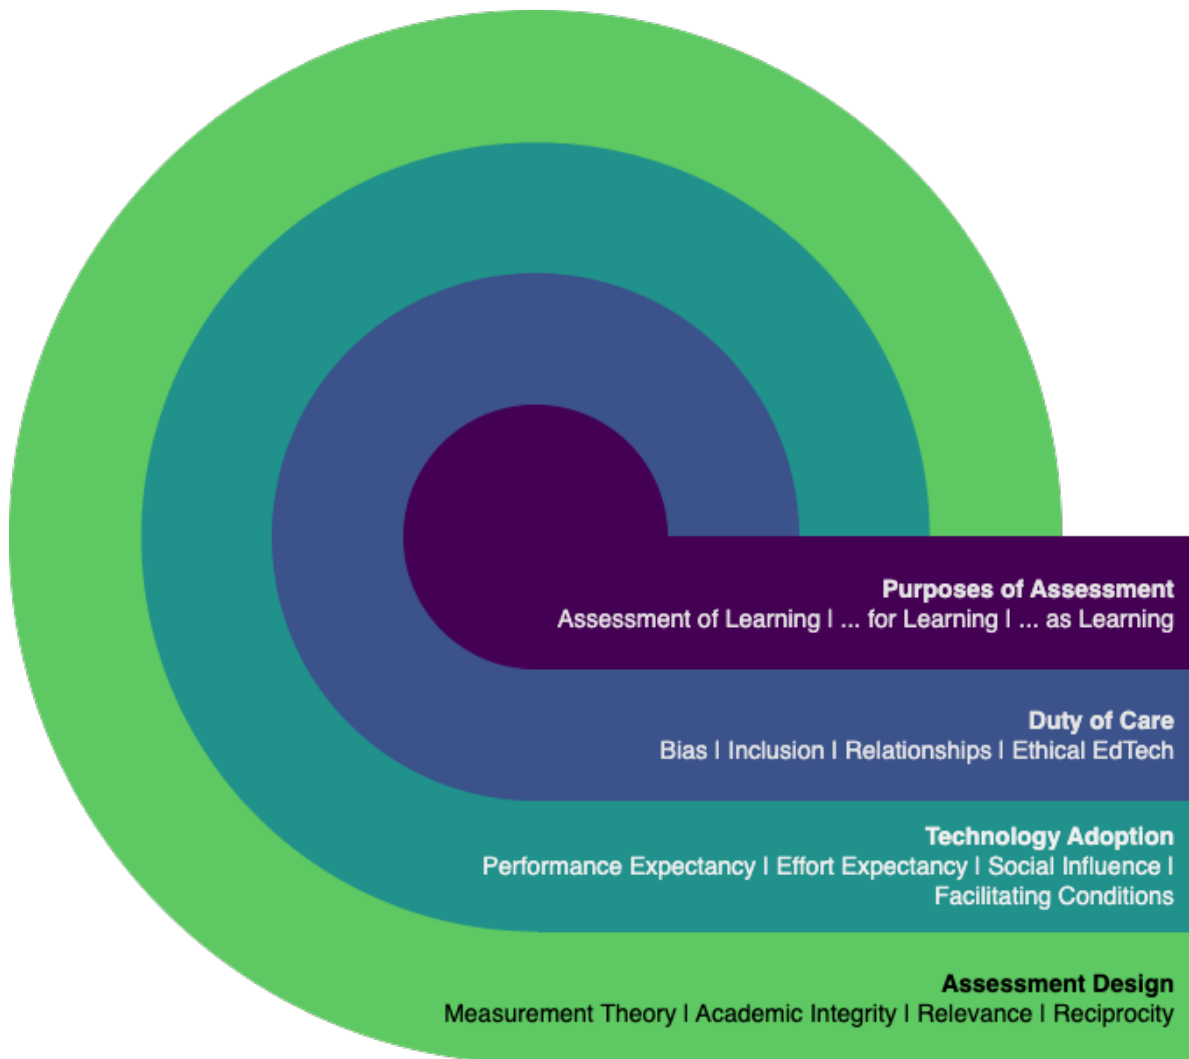 Purposes of Assessment
Assessment of Learning | ... for Learning | ... as Learning
Duty of Care
Bias | Inclusion | Relationships | Ethical EdTech
Technology Adoption
Performance Expectancy | Effort Expectancy | Social Influence |
Facilitating Conditions
Assessment Design
Measurement Theory | Academic Integrity | Relevance | Reciprocity